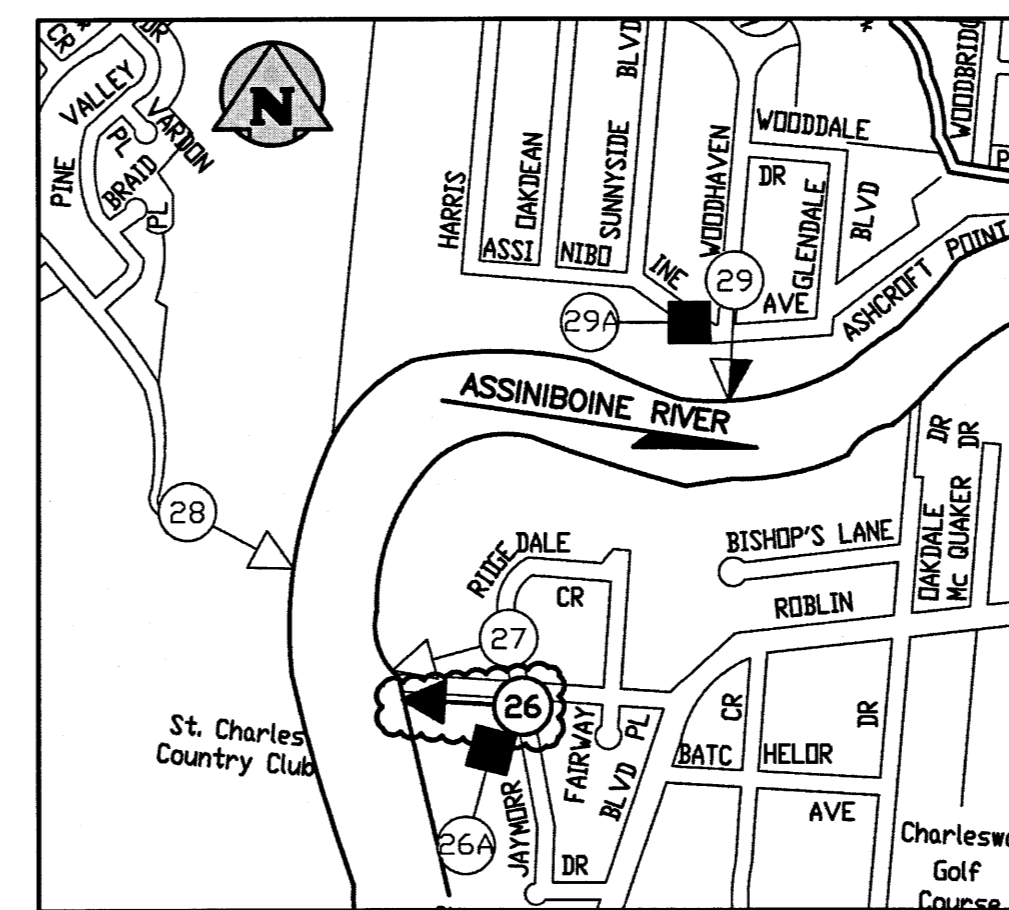 CR
DR
VALLEY
PINE
PL
VARDON
BRAID
PL
N
HARRIS
OAKDEAN
SUNNYSIDE
BLVD
WOODHAVEN
WOODDALE
DR
GLENDALE
BLVD
ASSI NIBO INE AVE
ASHCROFT POINT
29
29A
ASSINIBOINE RIVER
28
RIDGEDALE
CR
BISHOP'S LANE
DR
DR
OAKDALE
Mc QUAKER
ROBLIN
27
26
26A
St. Charles
Country Club
JAYMORR
DR
FAIRWAY
PL
BLVD
CR
DR
BATC HELOR
AVE
Golf
Course